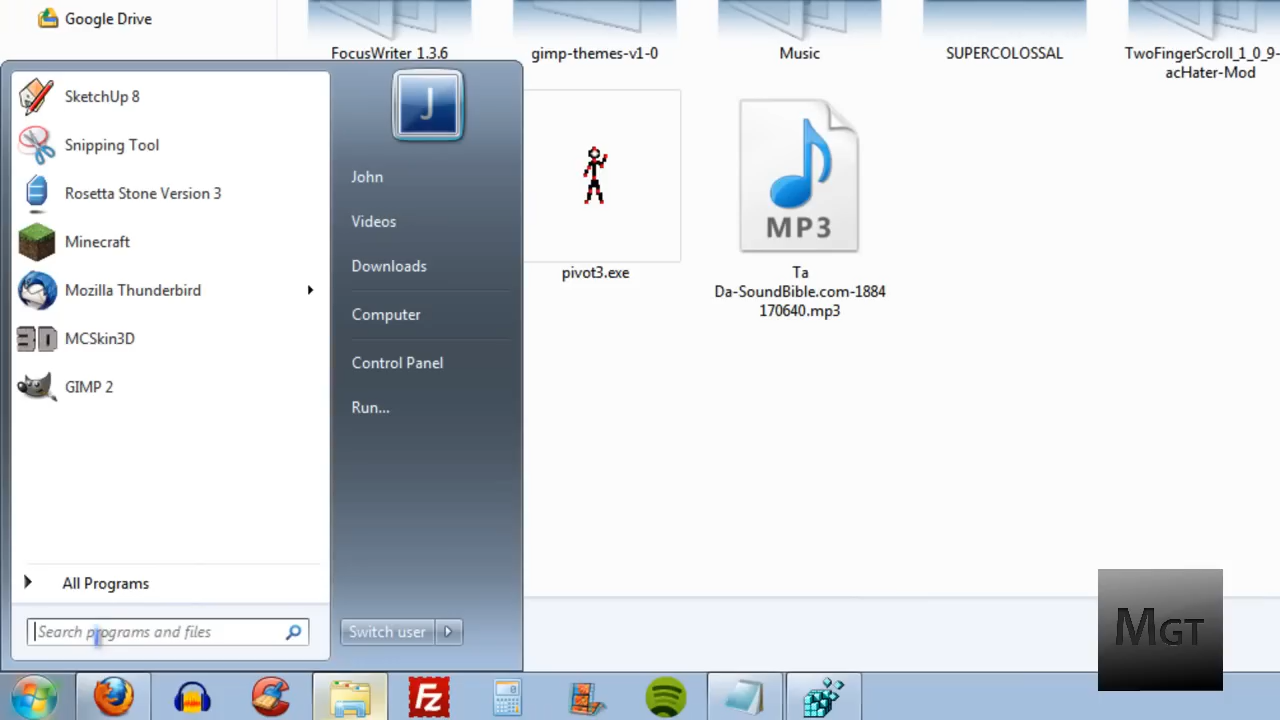 Google Drive
FocusWriter 1.3.6
gimp-themes-v1-0
Music
SUPERCOLOSSAL
TwoFingerScroll_1_0_9-
acHater-Mod
SketchUp 8
Snipping Tool
Rosetta Stone Version 3
Minecraft
Mozilla Thunderbird
MCSkin3D
GIMP 2
All Programs
Search programs and files
J
John
Videos
Downloads
Computer
Control Panel
Run...
Switch user
pivot3.exe
MP3
Ta
Da-SoundBible.com-1884
170640.mp3
3D
Fz
MGT